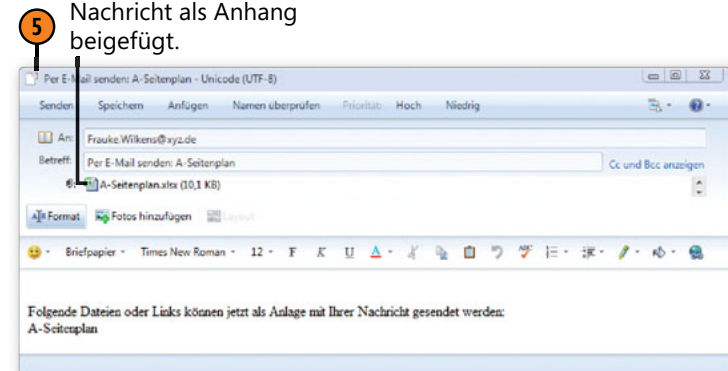 5
Nachricht als Anhang
beigefügt.
Per E-Mail senden: A-Seitenplan - Unicode (UTF-8)
Senden Speichern Anfügen Namen überprüfen Priorität: Hoch Niedrig
An: Frauke.Wilkens@xyz.de
Betreff: Per E-Mail senden: A-Seitenplan Cc und Bcc anzeigen
A-Seitenplan.xlsx (10,1 KB)
Format Fotos hinzufügen Layout
Briefpapier Times New Roman 12 F K U A
Folgende Dateien oder Links können jetzt als Anlage mit Ihrer Nachricht gesendet werden:
A-Seitenplan